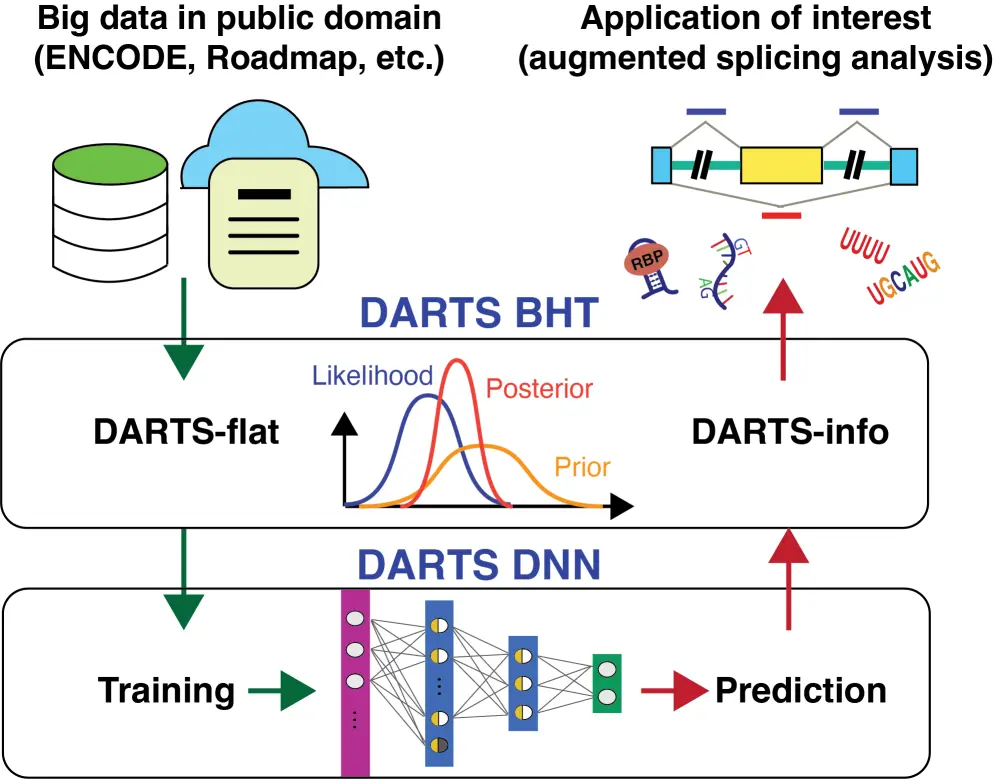 Big data in public domain
(ENCODE, Roadmap, etc.)
Application of interest
(augmented splicing analysis)
RBP
GT
AG
UUUU
UGCAUG
DARTS BHT
DARTS-flat
Likelihood
Posterior
Prior
DARTS-info
DARTS DNN
Training
...
...
Prediction